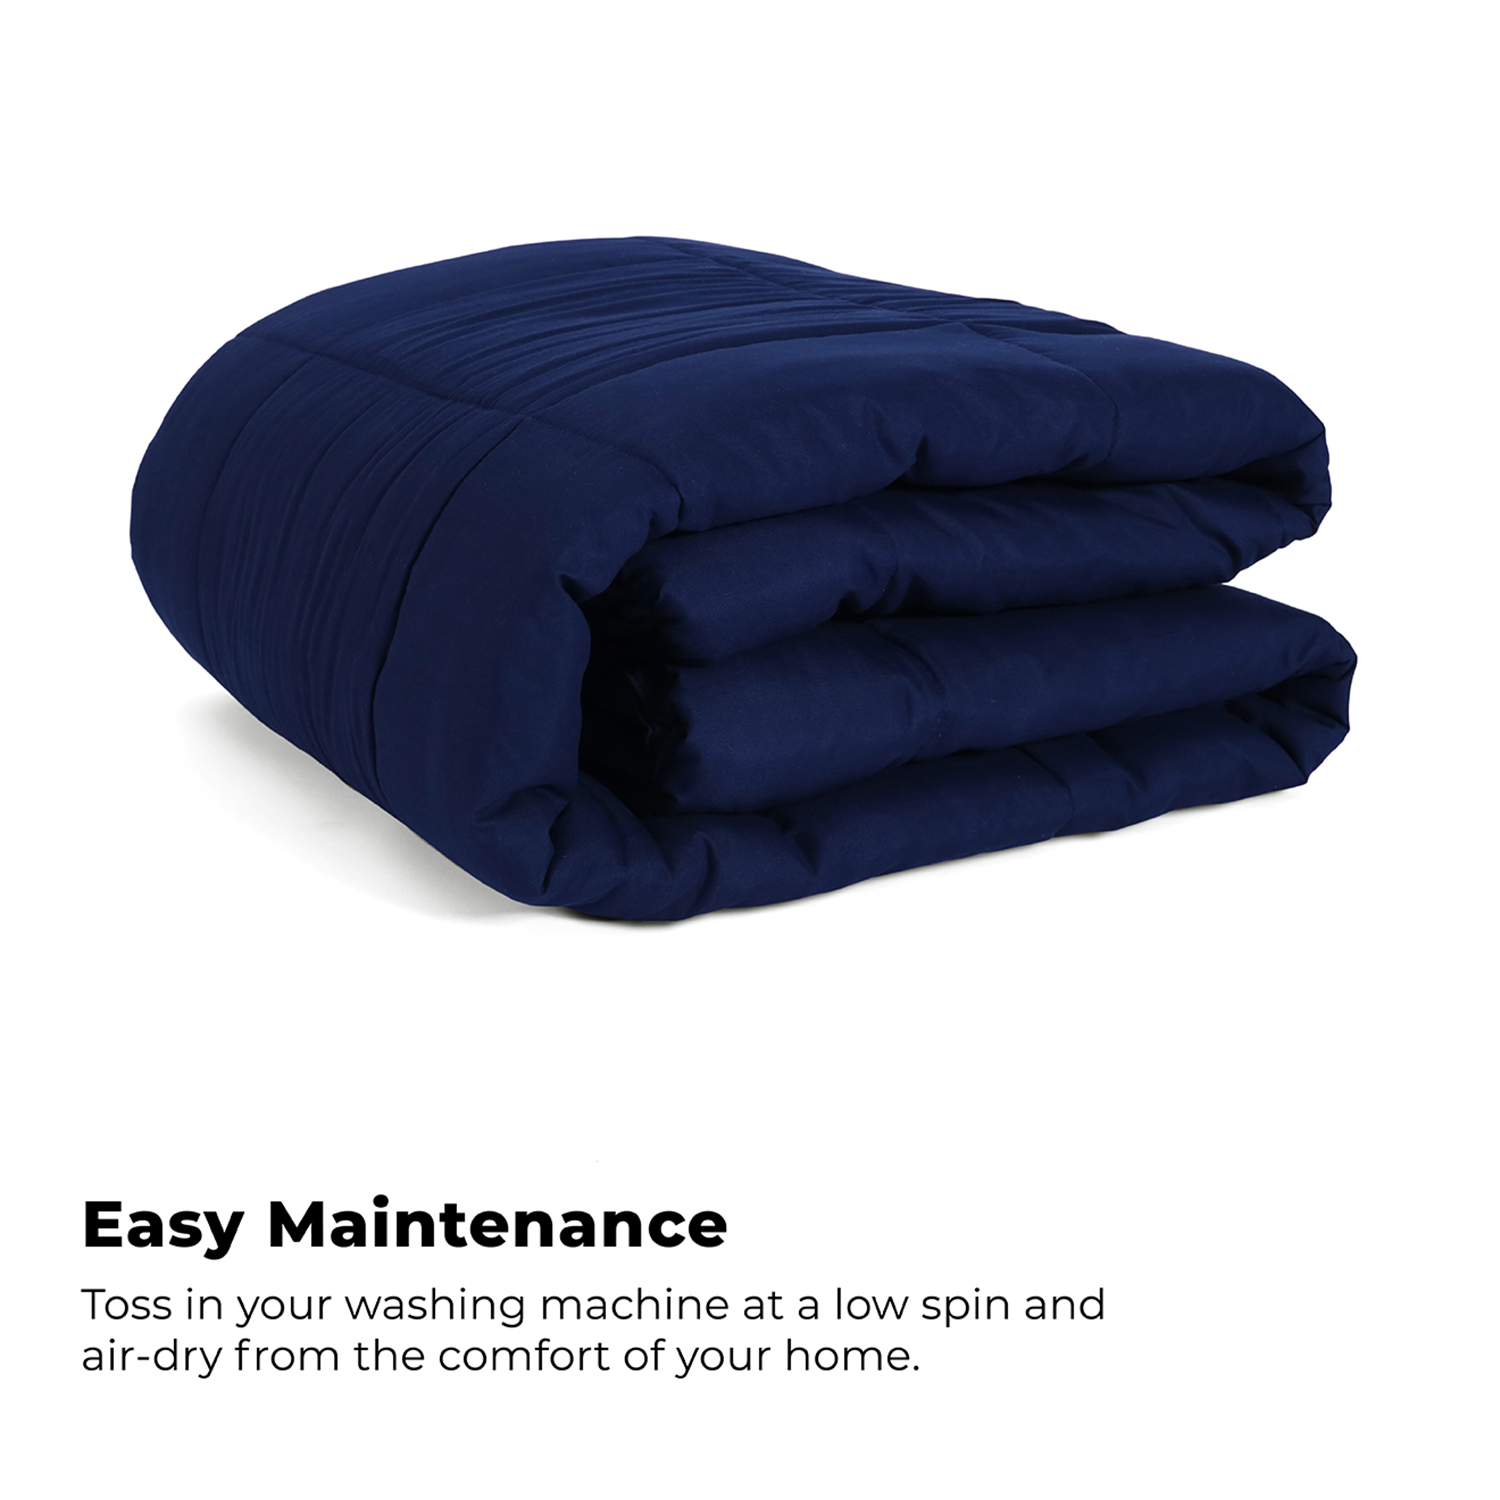 Easy Maintenance
Toss in your washing machine at a low spin and
air-dry from the comfort of your home.